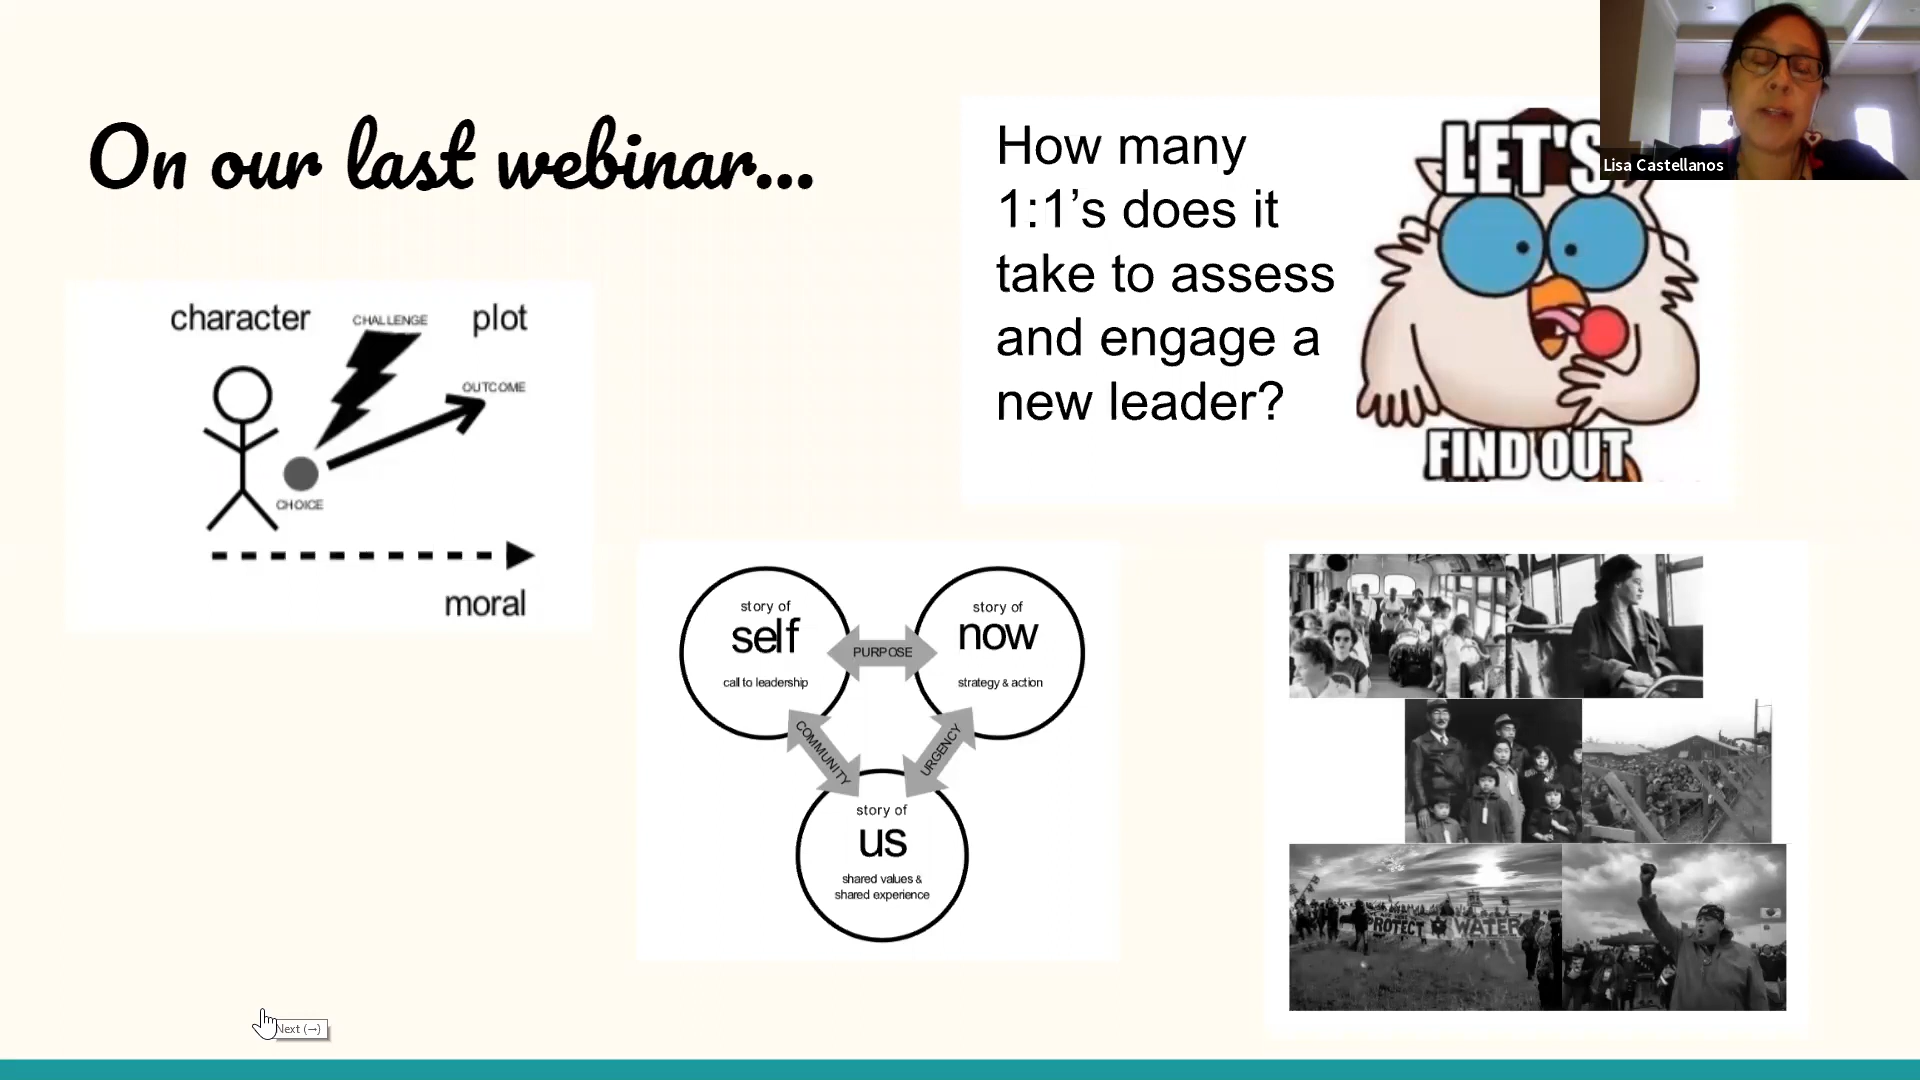 On our last webinar...
How many
1:1’s does it
take to assess
and engage a
new leader?
LET'S
FIND OUT
Lisa Castellanos
character
CHALLENGE
plot
OUTCOME
CHOICE
moral
story of
self
call to leadership
PURPOSE
story of
now
strategy & action
COMMUNITY
URGENCY
story of
us
shared values &
shared experience
PROTECT WATER
Next (→)